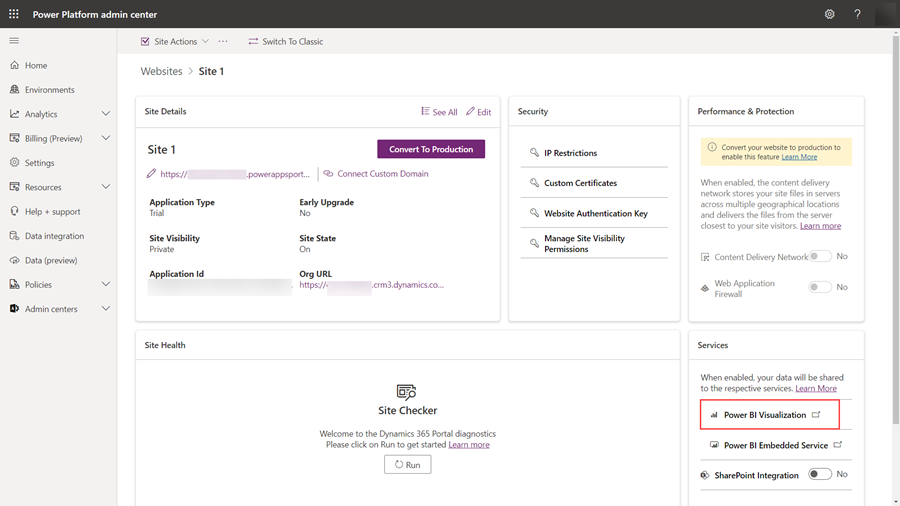 Power Platform admin center
?
Site Actions
···
Switch To Classic
Home
Environments
Analytics
Billing (Preview)
Settings
Resources
Help + support
Data integration
Data (preview)
Policies
Admin centers
Websites > Site 1
Site Details
See All
Edit
Site 1
Convert To Production
https://
.powerappsport...
Connect Custom Domain
Application Type
Trial
Early Upgrade
No
Site Visibility
Private
Site State
On
Application Id
Org URL
https://
.crm3.dynamics.co...
Security
IP Restrictions
Custom Certificates
Website Authentication Key
Manage Site Visibility
Permissions
Performance & Protection
Convert your website to production to
enable this feature Learn More
When enabled, the content delivery
network stores your site files in servers
across multiple geographical locations
and delivers the files from the server
closest to your site visitors. Learn more
Content Delivery Network
No
Web Application
Firewall
No
Site Health
Site Checker
Welcome to the Dynamics 365 Portal diagnostics
Please click on Run to get started Learn more
Run
Services
When enabled, your data will be shared
to the respective services. Learn More
Power BI Visualization
Power BI Embedded Service
SharePoint Integration
No